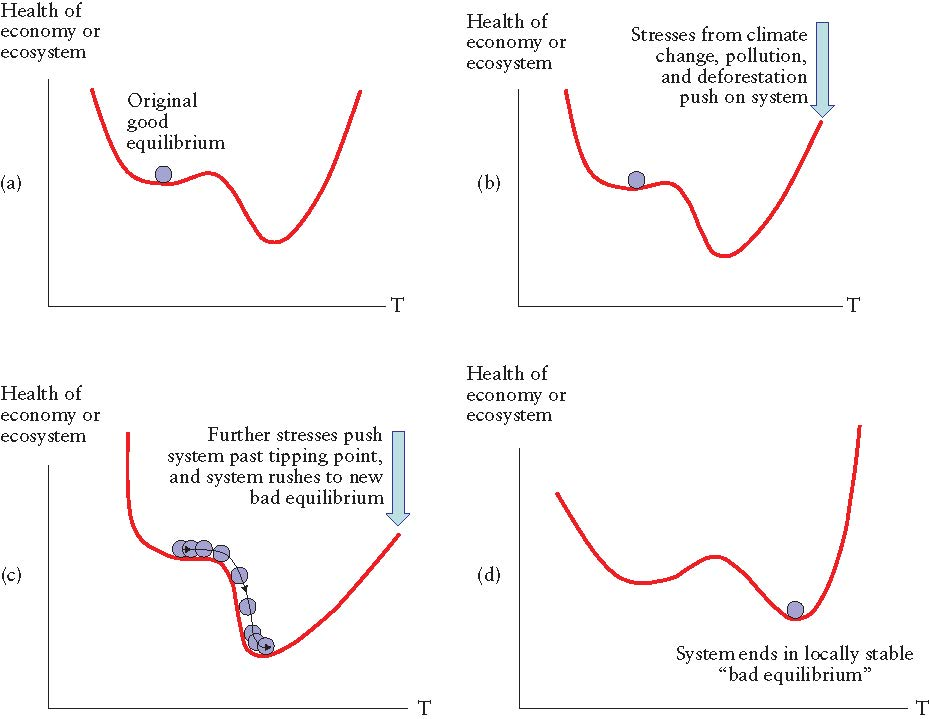 Health of
economy or
ecosystem
Original
good
equilibrium
(a)
T
Health of
economy or
ecosystem
Stresses from climate
change, pollution,
and deforestation
push on system
(b)
T
Health of
economy or
ecosystem
Further stresses push
system past tipping point,
and system rushes to new
bad equilibrium
(c)
T
Health of
economy or
ecosystem
(d)
System ends in locally stable
“bad equilibrium”
T